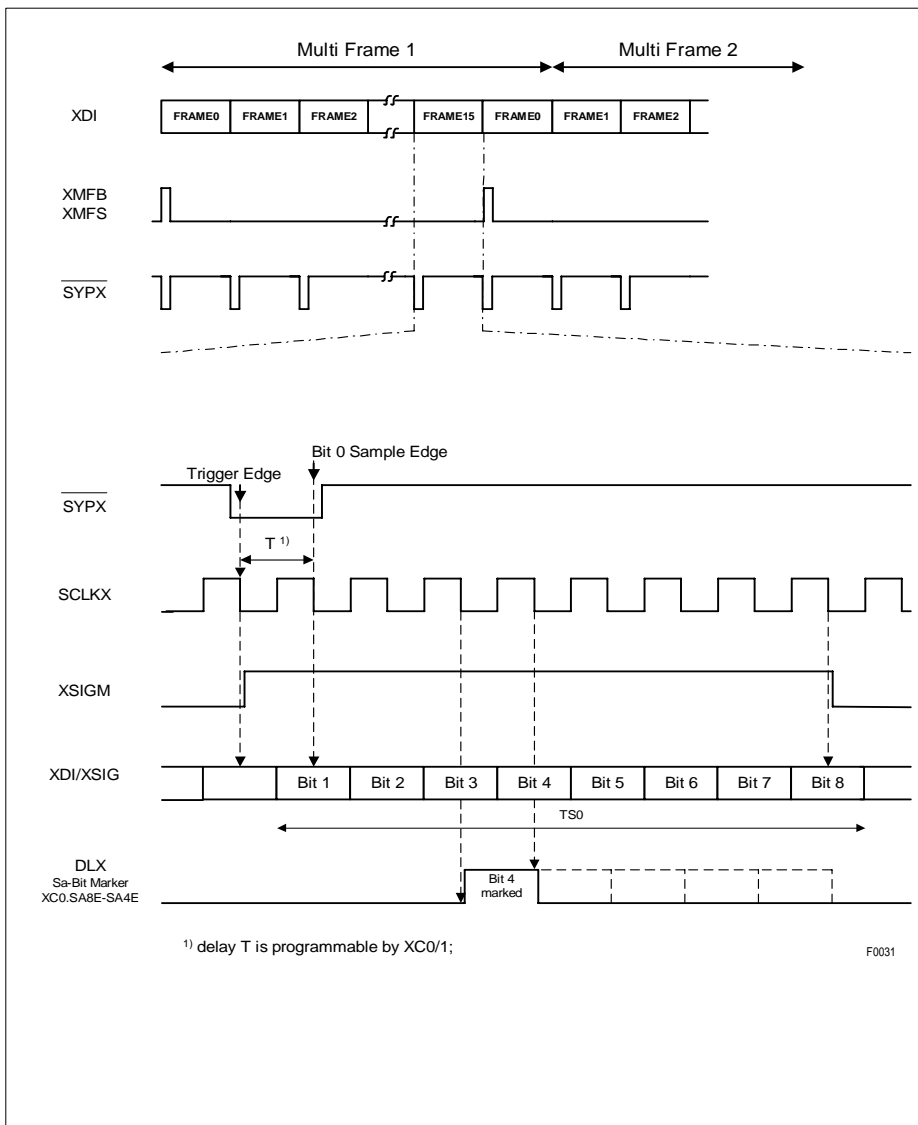 Multi Frame 1 Multi Frame 2
XDI
FRAME0 FRAME1 FRAME2 FRAME15 FRAME0 FRAME1 FRAME2
XMFB
XMFS
SYPX
Bit 0 Sample Edge
Trigger Edge
SYPX
T 1)
SCLKX
XSIGM
XDI/XSIG
Bit 1 Bit 2 Bit 3 Bit 4 Bit 5 Bit 6 Bit 7 Bit 8
TS0
DLX
Sa-Bit Marker
XC0.SA8E-SA4E
Bit 4
marked
1) delay T is programmable by XC0/1;
F0031